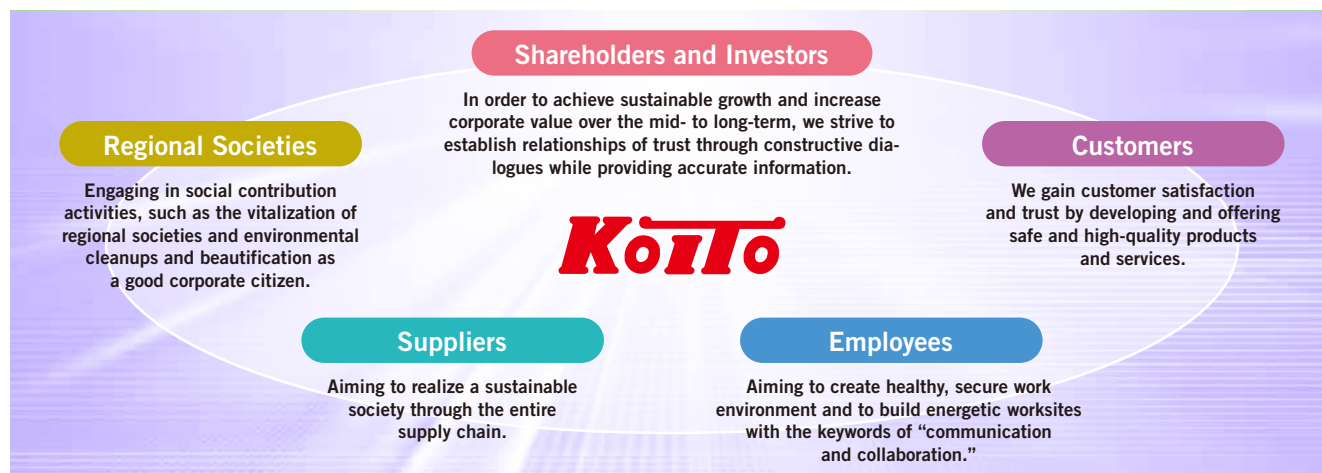 Shareholders and Investors
In order to achieve sustainable growth and increase
corporate value over the mid- to long-term, we strive to
establish relationships of trust through constructive dia-
logues while providing accurate information.
Regional Societies
Engaging in social contribution
activities, such as the vitalization of
regional societies and environmental
cleanups and beautification as
a good corporate citizen.
Customers
We gain customer satisfaction
and trust by developing and offering
safe and high-quality products
and services.
KOITO
Suppliers
Aiming to realize a sustainable
society through the entire
supply chain.
Employees
Aiming to create healthy, secure work
environment and to build energetic worksites
with the keywords of “communication
and collaboration.”